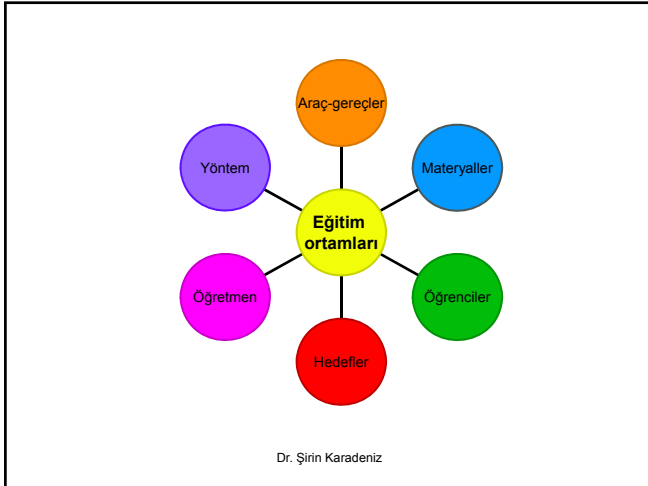 Araç-gereçler
Yöntem
Materyaller
Eğitim
ortamları
Öğretmen
Öğrenciler
Hedefler
Dr. Şirin Karadeniz